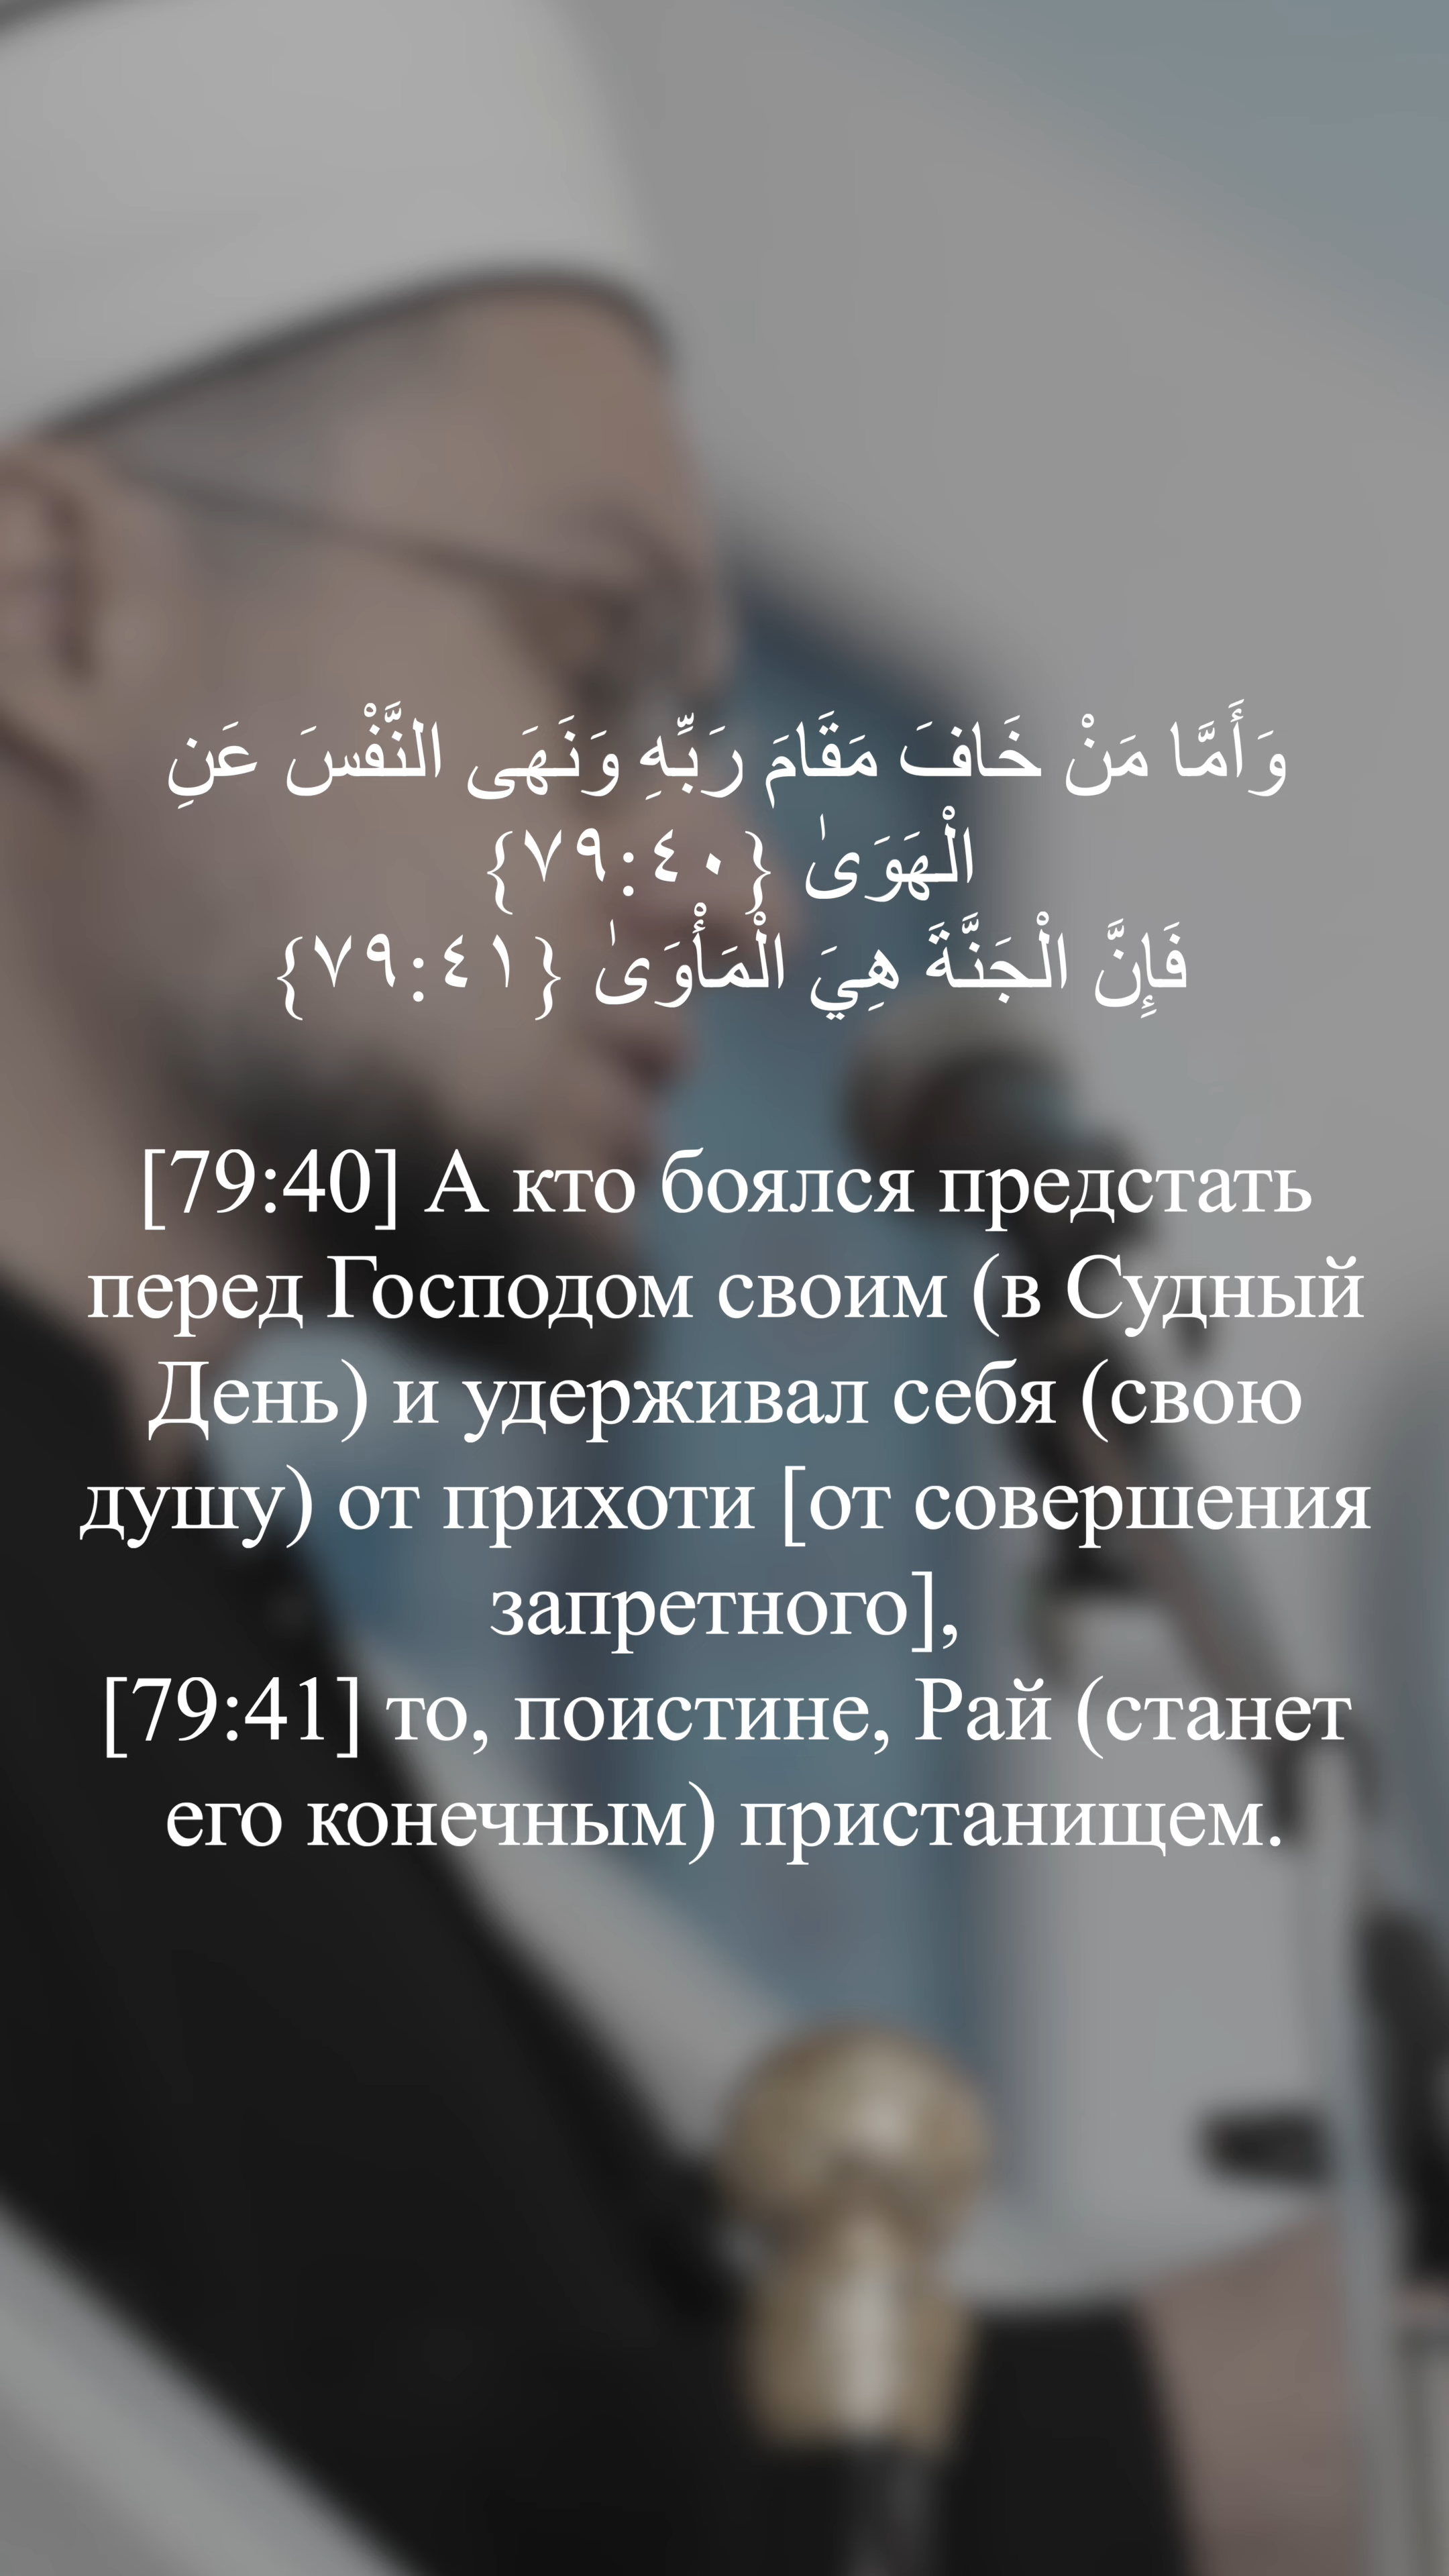 وَأَمَّا مَنْ خَافَ مَقَامَ رَبِّهِ وَنَهَى النَّفْسَ عَنِ
الْهَوَىٰ {٧٩:٤٠}
فَإِنَّ الْجَنَّةَ هِيَ الْمَأْوَىٰ {٧٩:٤١}
[79:40] А кто боялся предстать
перед Господом своим (в Судный
День) и удерживал себя (свою
душу) от прихоти [от совершения
запретного],
[79:41] то, поистине, Рай (станет
его конечным) пристанищем.